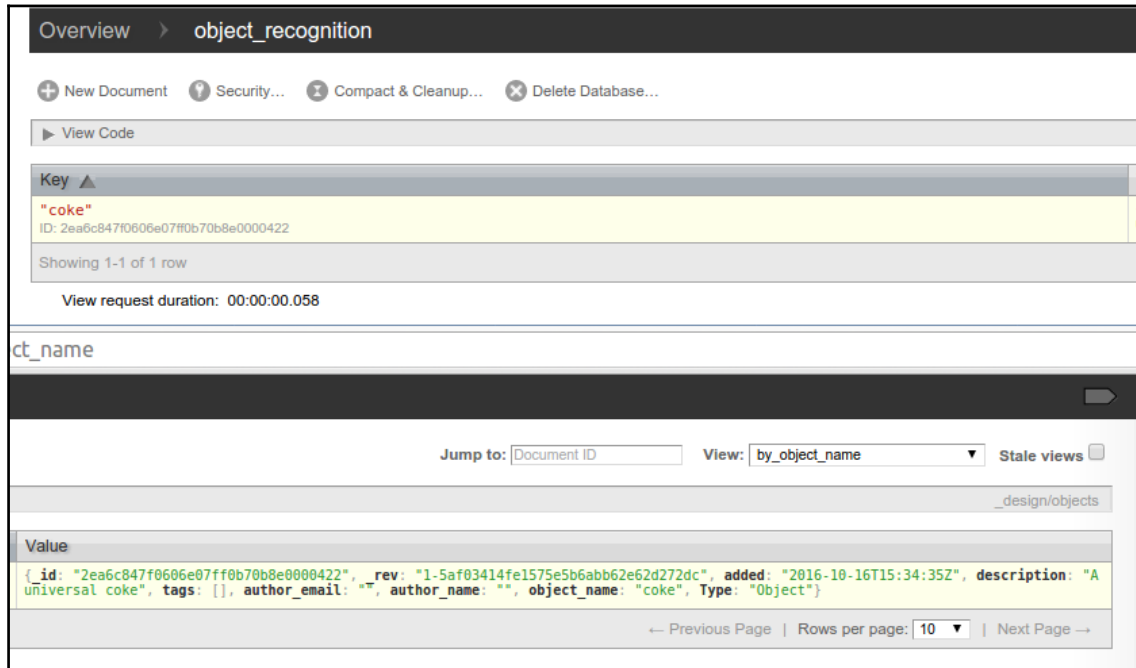 Overview > object_recognition
New Document Security… Compact & Cleanup… Delete Database…
View Code
Key
"coke"
ID: 2ea6c847f0606e07ff0b70b8e0000422
Showing 1-1 of 1 row
View request duration: 00:00:00.058
ct_name
Jump to: Document ID View: by_object_name Stale views
_design/objects
Value
{_id: "2ea6c847f0606e07ff0b70b8e0000422", _rev: "1-5af03414fe1575e5b6abb62e62d272dc", added: "2016-10-16T15:34:35Z", description: "A
universal coke", tags: [], author_email: "", author_name: "", object_name: "coke", Type: "Object"}
← Previous Page | Rows per page: 10 | Next Page →